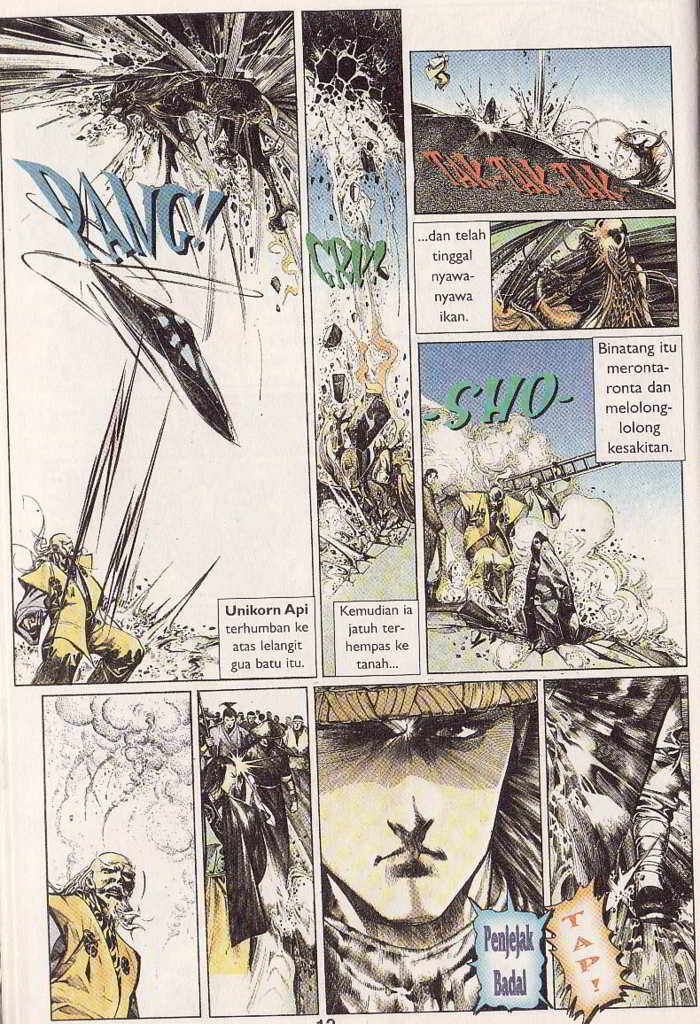 PANG!
Unikorn Api
terhumban ke
atas lelangit
gua batu itu.
Kemudian ia
jatuh ter-
hempas ke
tanah...
TAK-TAK-TAK-
...dan telah
tinggal
nyawa-
nyawa
ikan.
Binatang itu
meronta-
ronta dan
melolong-
lolong
kesakitan.
-SHO-
Penjejak
Badal
TAP!